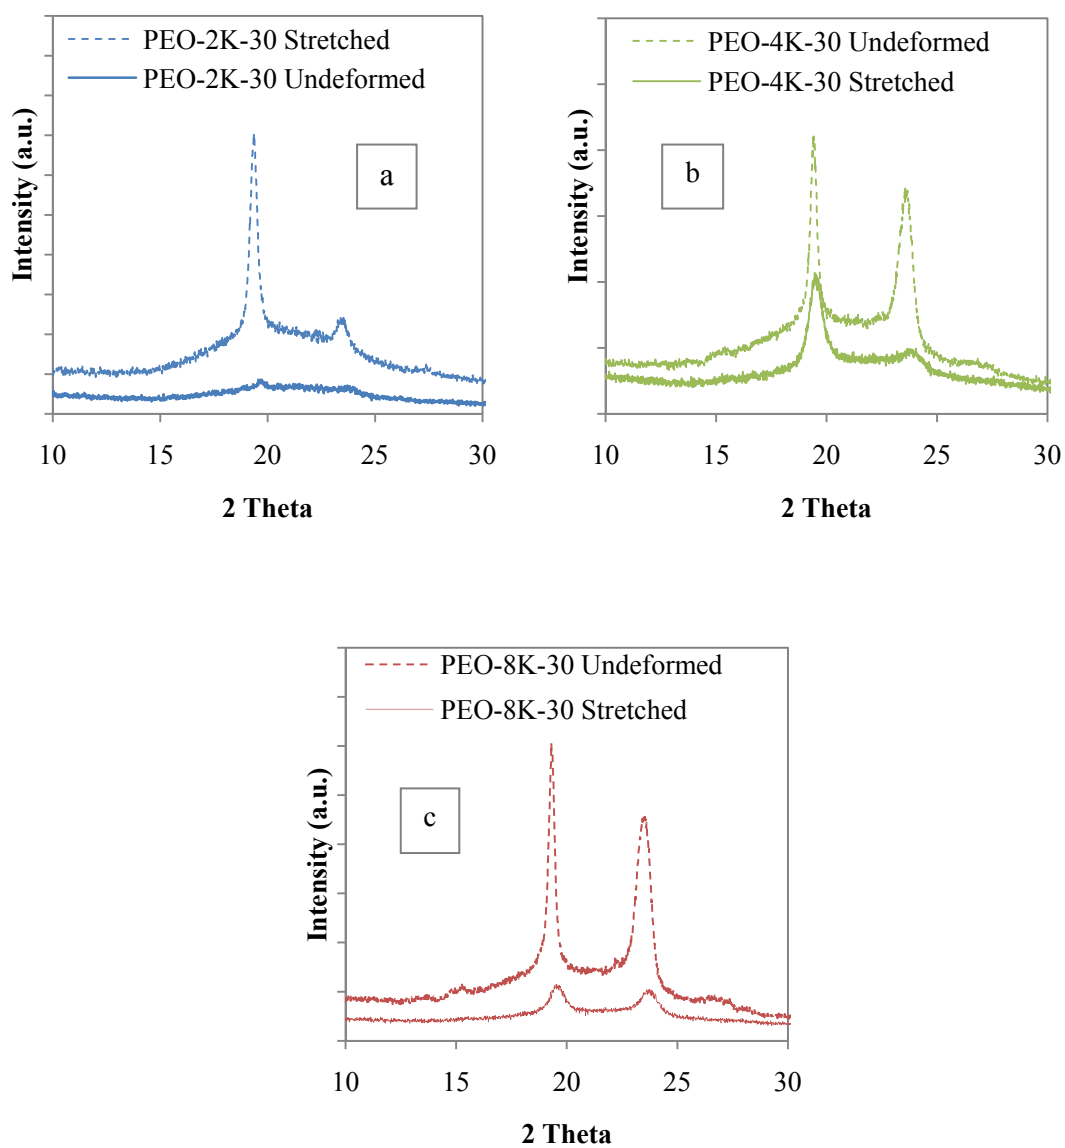 PEO-2K-30 Stretched
PEO-2K-30 Undeformed
a
Intensity (a.u.)
10 15 20 25 30
2 Theta
PEO-4K-30 Undeformed
PEO-4K-30 Stretched
b
Intensity (a.u.)
10 15 20 25 30
2 Theta
PEO-8K-30 Undeformed
PEO-8K-30 Stretched
c
Intensity (a.u.)
10 15 20 25 30
2 Theta